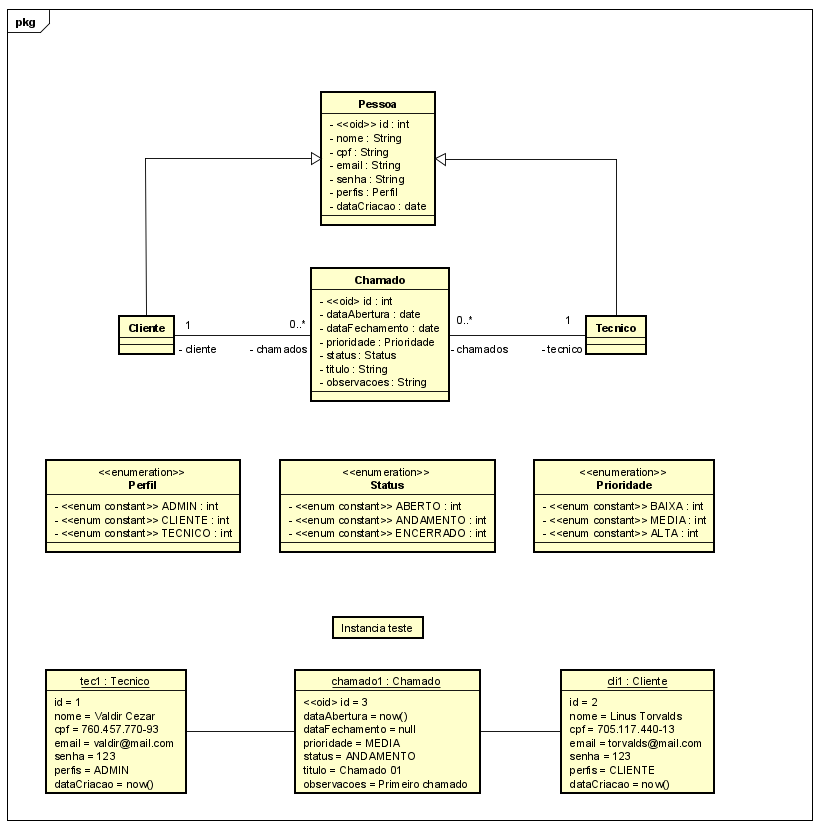 pkg
Pessoa
- <<oid>> id : int
- nome : String
- cpf : String
- email : String
- senha : String
- perfis : Perfil
- dataCriacao : date
Chamado
- <<oid> id : int
- dataAbertura : date
- dataFechamento : date
- prioridade : Prioridade
- status : Status
- titulo : String
- observacoes : String
Cliente
1
0..*
- cliente
- chamados
0..*
1
- chamados
- tecnico
Tecnico
<<enumeration>>
Perfil
- <<enum constant>> ADMIN : int
- <<enum constant>> CLIENTE : int
- <<enum constant>> TECNICO : int
<<enumeration>>
Status
- <<enum constant>> ABERTO : int
- <<enum constant>> ANDAMENTO : int
- <<enum constant>> ENCERRADO : int
<<enumeration>>
Prioridade
- <<enum constant>> BAIXA : int
- <<enum constant>> MEDIA : int
- <<enum constant>> ALTA : int
Instancia teste
tec1 : Tecnico
id = 1
nome = Valdir Cezar
cpf = 760.457.770-93
email = valdir@mail.com
senha = 123
perfis = ADMIN
dataCriacao = now()
chamado1 : Chamado
<<oid> id = 3
dataAbertura = now()
dataFechamento = null
prioridade = MEDIA
status = ANDAMENTO
titulo = Chamado 01
observacoes = Primeiro chamado
cli1 : Cliente
id = 2
nome = Linus Torvalds
cpf = 705.117.440-13
email = torvalds@mail.com
senha = 123
perfis = CLIENTE
dataCriacao = now()